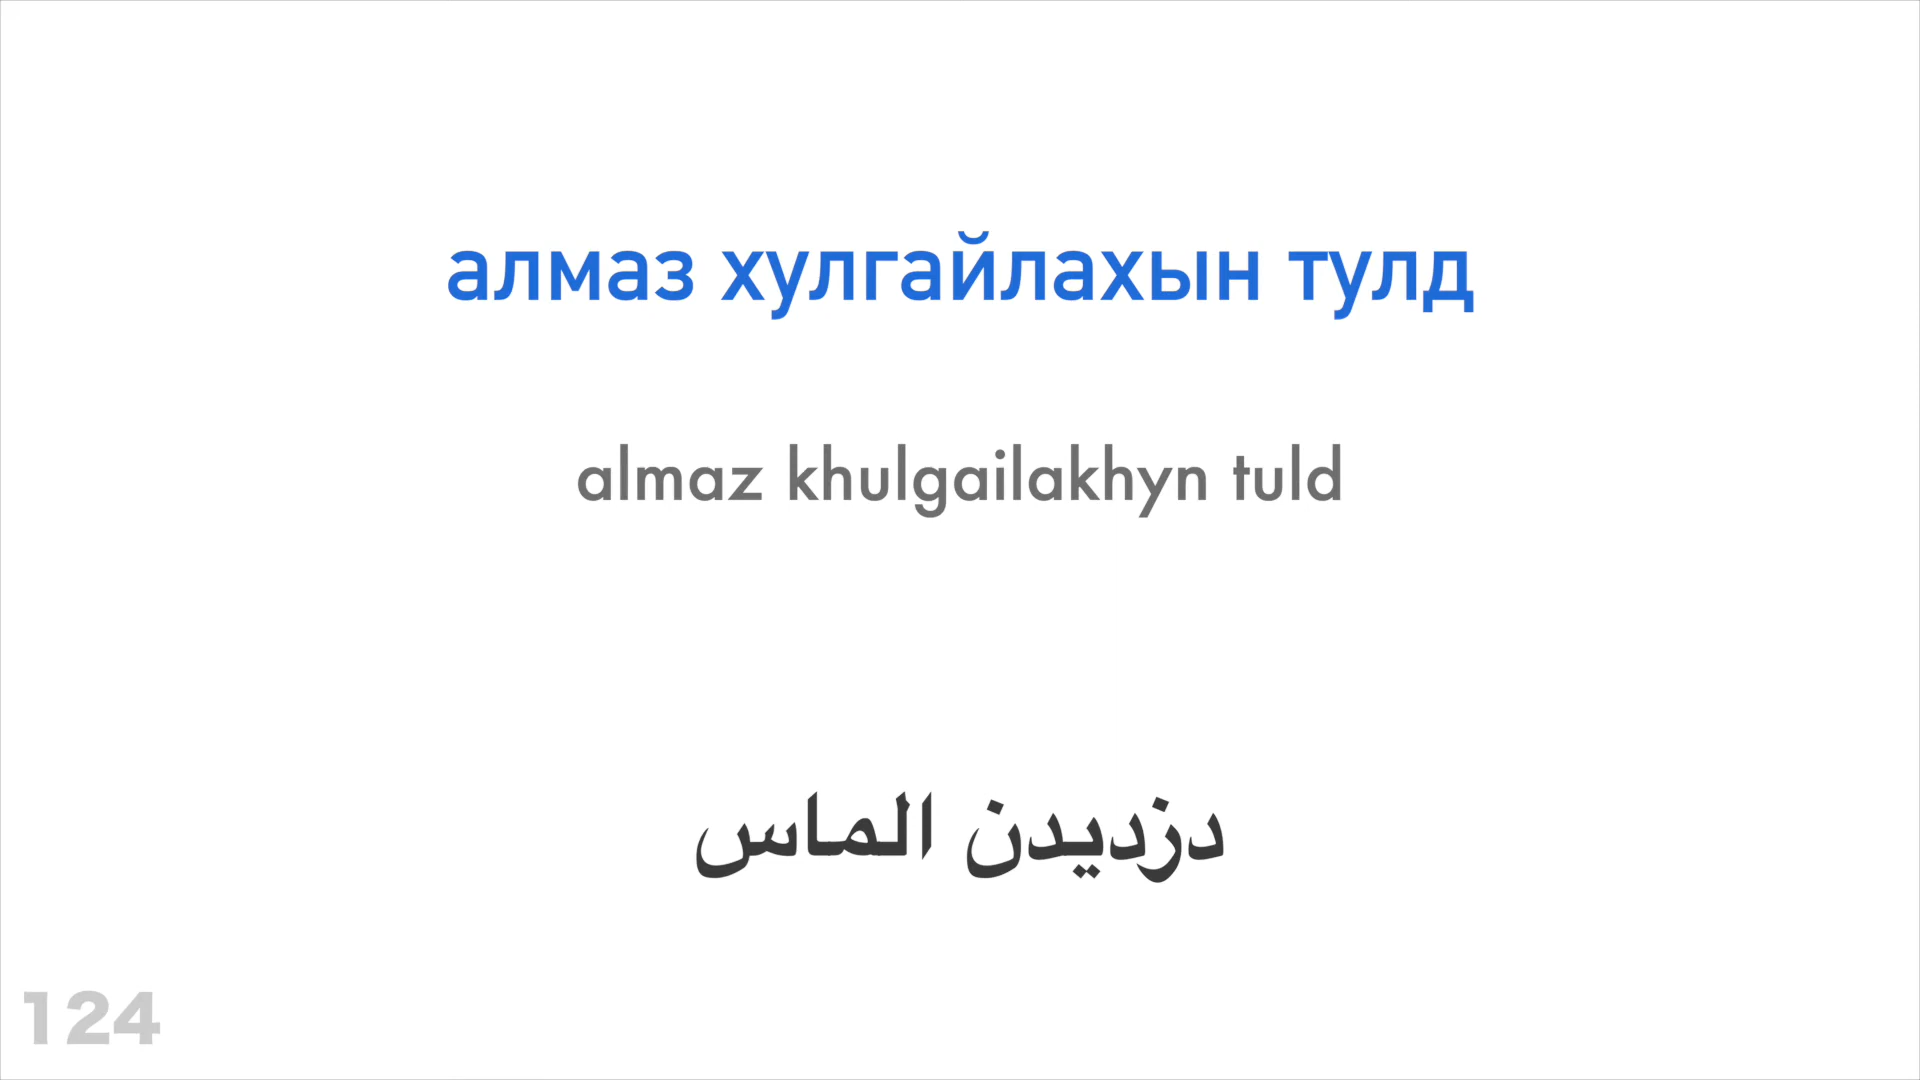 алмаз хулгайлахын тулд
almaz khulgailakhyn tuld
دزدیدن الماس
124